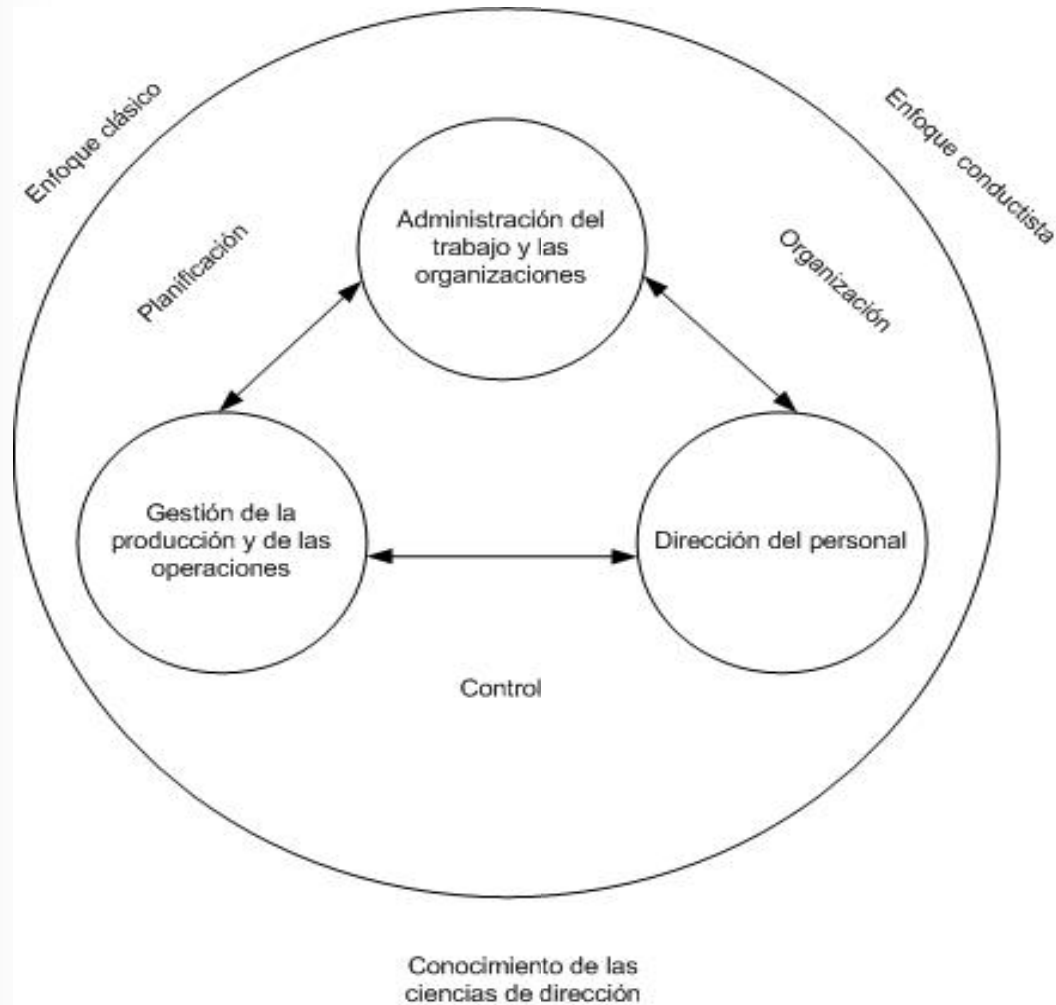 Enfoque clásico
Enfoque conductista
Planificación
Administración del
trabajo y las
organizaciones
Organización
Gestión de la
producción y de las
operaciones
Dirección del personal
Control
Conocimiento de las
ciencias de dirección